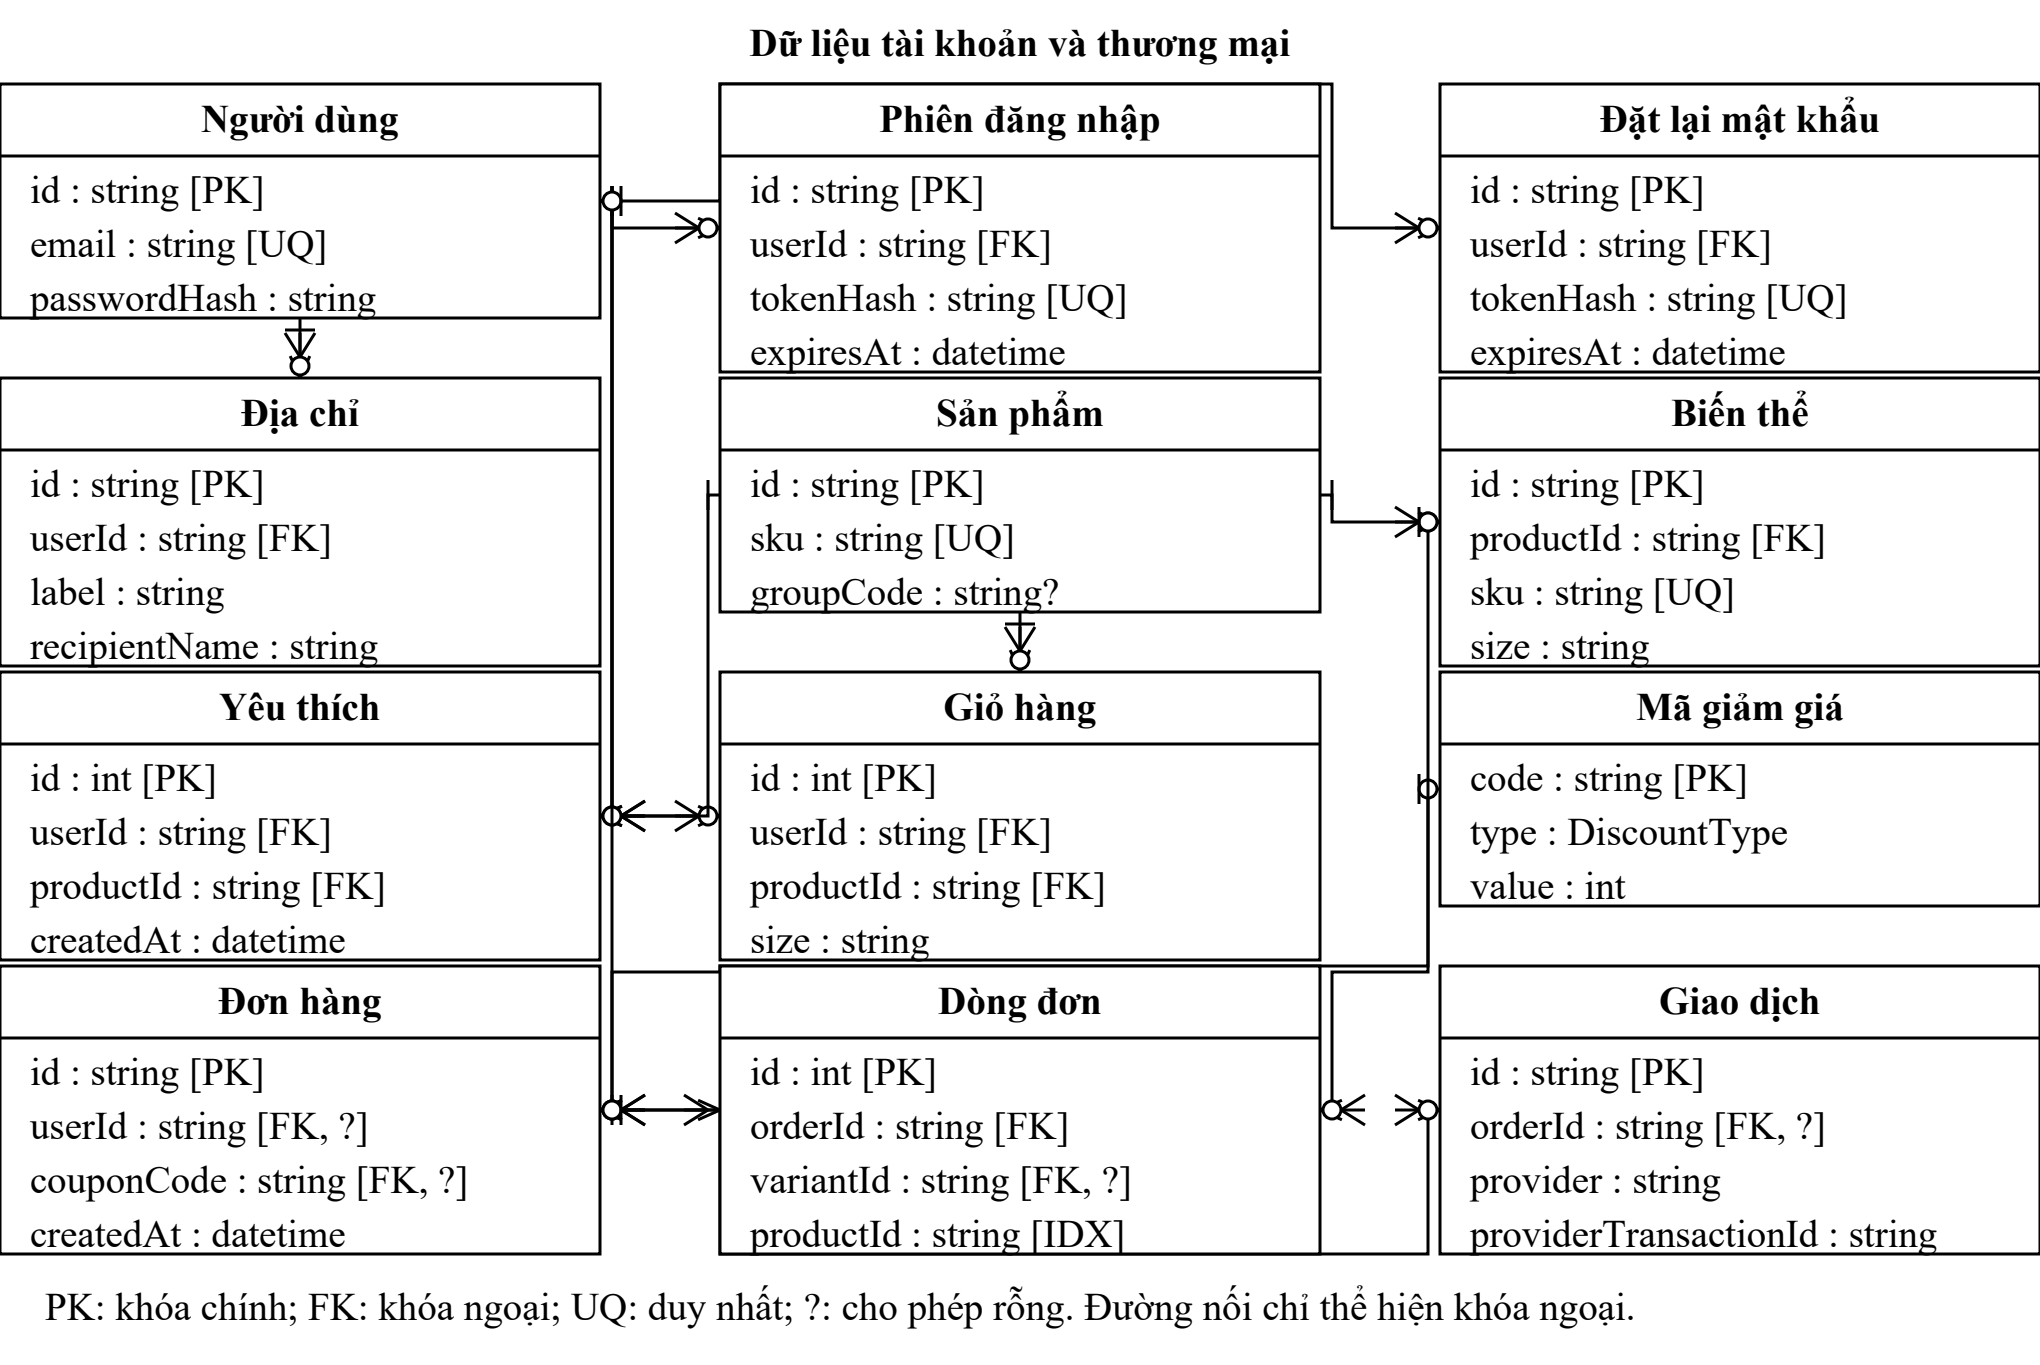 Dữ liệu tài khoản và thương mại
Người dùng
id : string [PK]
email : string [UQ]
passwordHash : string
Phiên đăng nhập
id : string [PK]
userId : string [FK]
tokenHash : string [UQ]
expiresAt : datetime
Đặt lại mật khẩu
id : string [PK]
userId : string [FK]
tokenHash : string [UQ]
expiresAt : datetime
Địa chỉ
id : string [PK]
userId : string [FK]
label : string
recipientName : string
Sản phẩm
id : string [PK]
sku : string [UQ]
groupCode : string?
Biến thể
id : string [PK]
productId : string [FK]
sku : string [UQ]
size : string
Yêu thích
id : int [PK]
userId : string [FK]
productId : string [FK]
createdAt : datetime
Giỏ hàng
id : int [PK]
userId : string [FK]
productId : string [FK]
size : string
Mã giảm giá
code : string [PK]
type : DiscountType
value : int
Đơn hàng
id : string [PK]
userId : string [FK, ?]
couponCode : string [FK, ?]
createdAt : datetime
Dòng đơn
id : int [PK]
orderId : string [FK]
variantId : string [FK, ?]
productId : string [IDX]
Giao dịch
id : string [PK]
orderId : string [FK, ?]
provider : string
providerTransactionId : string
PK: khóa chính; FK: khóa ngoại; UQ: duy nhất; ?: cho phép rỗng. Đường nối chỉ thể hiện khóa ngoại.